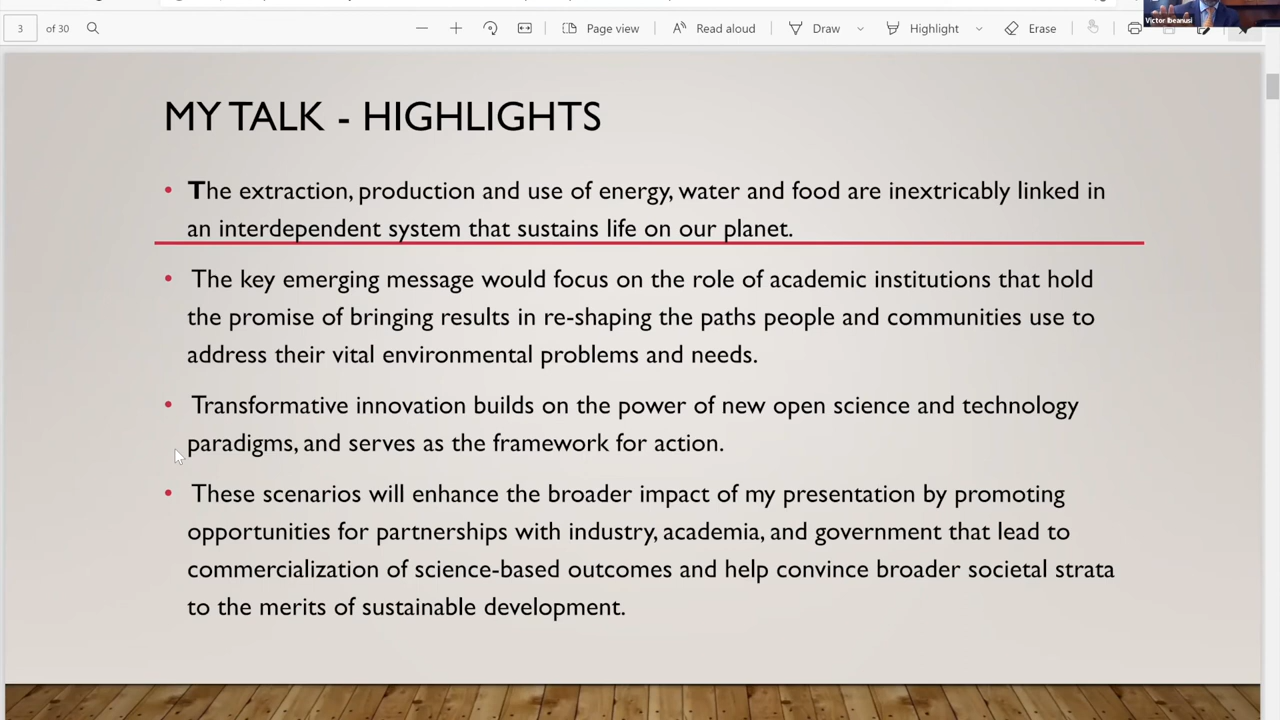 3 of 30
Page view
Read aloud
Draw
Highlight
Erase
Victor Ibeanusi
MY TALK - HIGHLIGHTS
• The extraction, production and use of energy, water and food are inextricably linked in
an interdependent system that sustains life on our planet.
• The key emerging message would focus on the role of academic institutions that hold
the promise of bringing results in re-shaping the paths people and communities use to
address their vital environmental problems and needs.
• Transformative innovation builds on the power of new open science and technology
paradigms, and serves as the framework for action.
• These scenarios will enhance the broader impact of my presentation by promoting
opportunities for partnerships with industry, academia, and government that lead to
commercialization of science-based outcomes and help convince broader societal strata
to the merits of sustainable development.